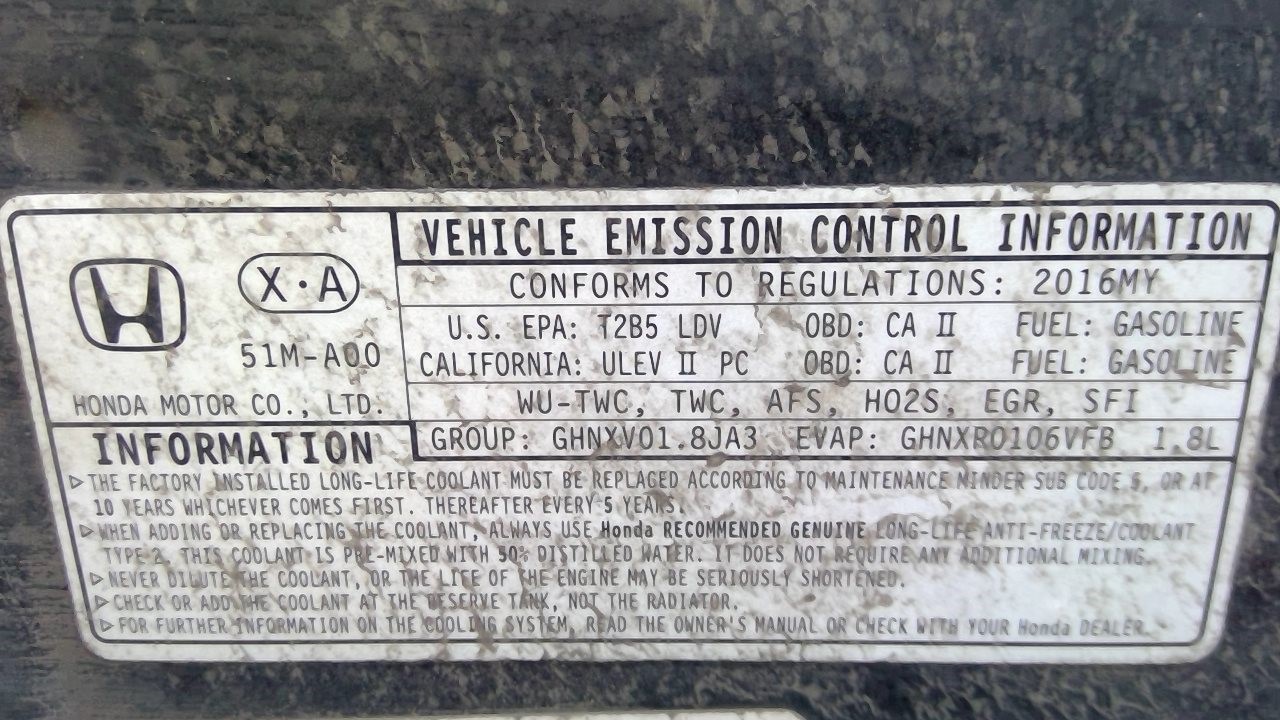 VEHICLE EMISSION CONTROL INFORMATION
X·A
51M-A00
HONDA MOTOR CO., LTD.
CONFORMS TO REGULATIONS: 2016MY
U.S. EPA: T2B5 LDV OBD: CA II FUEL: GASOLINE
CALIFORNIA: ULEV II PC OBD: CA II FUEL: GASOLINE
WU-TWC, TWC, AFS, HO2S, EGR, SFI
GROUP: GHNXV01.8JA3 EVAP: GHNXR0106VFB 1.8L
INFORMATION
▷THE FACTORY INSTALLED LONG-LIFE COOLANT MUST BE REPLACED ACCORDING TO MAINTENANCE MINDER SUB CODE 5, OR AT
10 YEARS WHICHEVER COMES FIRST. THEREAFTER EVERY 5 YEARS.
▷WHEN ADDING OR REPLACING THE COOLANT, ALWAYS USE Honda RECOMMENDED GENUINE LONG-LIFE ANTI-FREEZE/COOLANT
TYPE 2. THIS COOLANT IS PRE-MIXED WITH 50% DISTILLED WATER. IT DOES NOT REQUIRE ANY ADDITIONAL MIXING.
▷NEVER DILUTE THE COOLANT, OR THE LIFE OF THE ENGINE MAY BE SERIOUSLY SHORTENED.
▷CHECK OR ADD THE COOLANT AT THE RESERVE TANK, NOT THE RADIATOR.
▷FOR FURTHER INFORMATION ON THE COOLING SYSTEM, READ THE OWNER'S MANUAL OR CHECK WITH YOUR Honda DEALER.